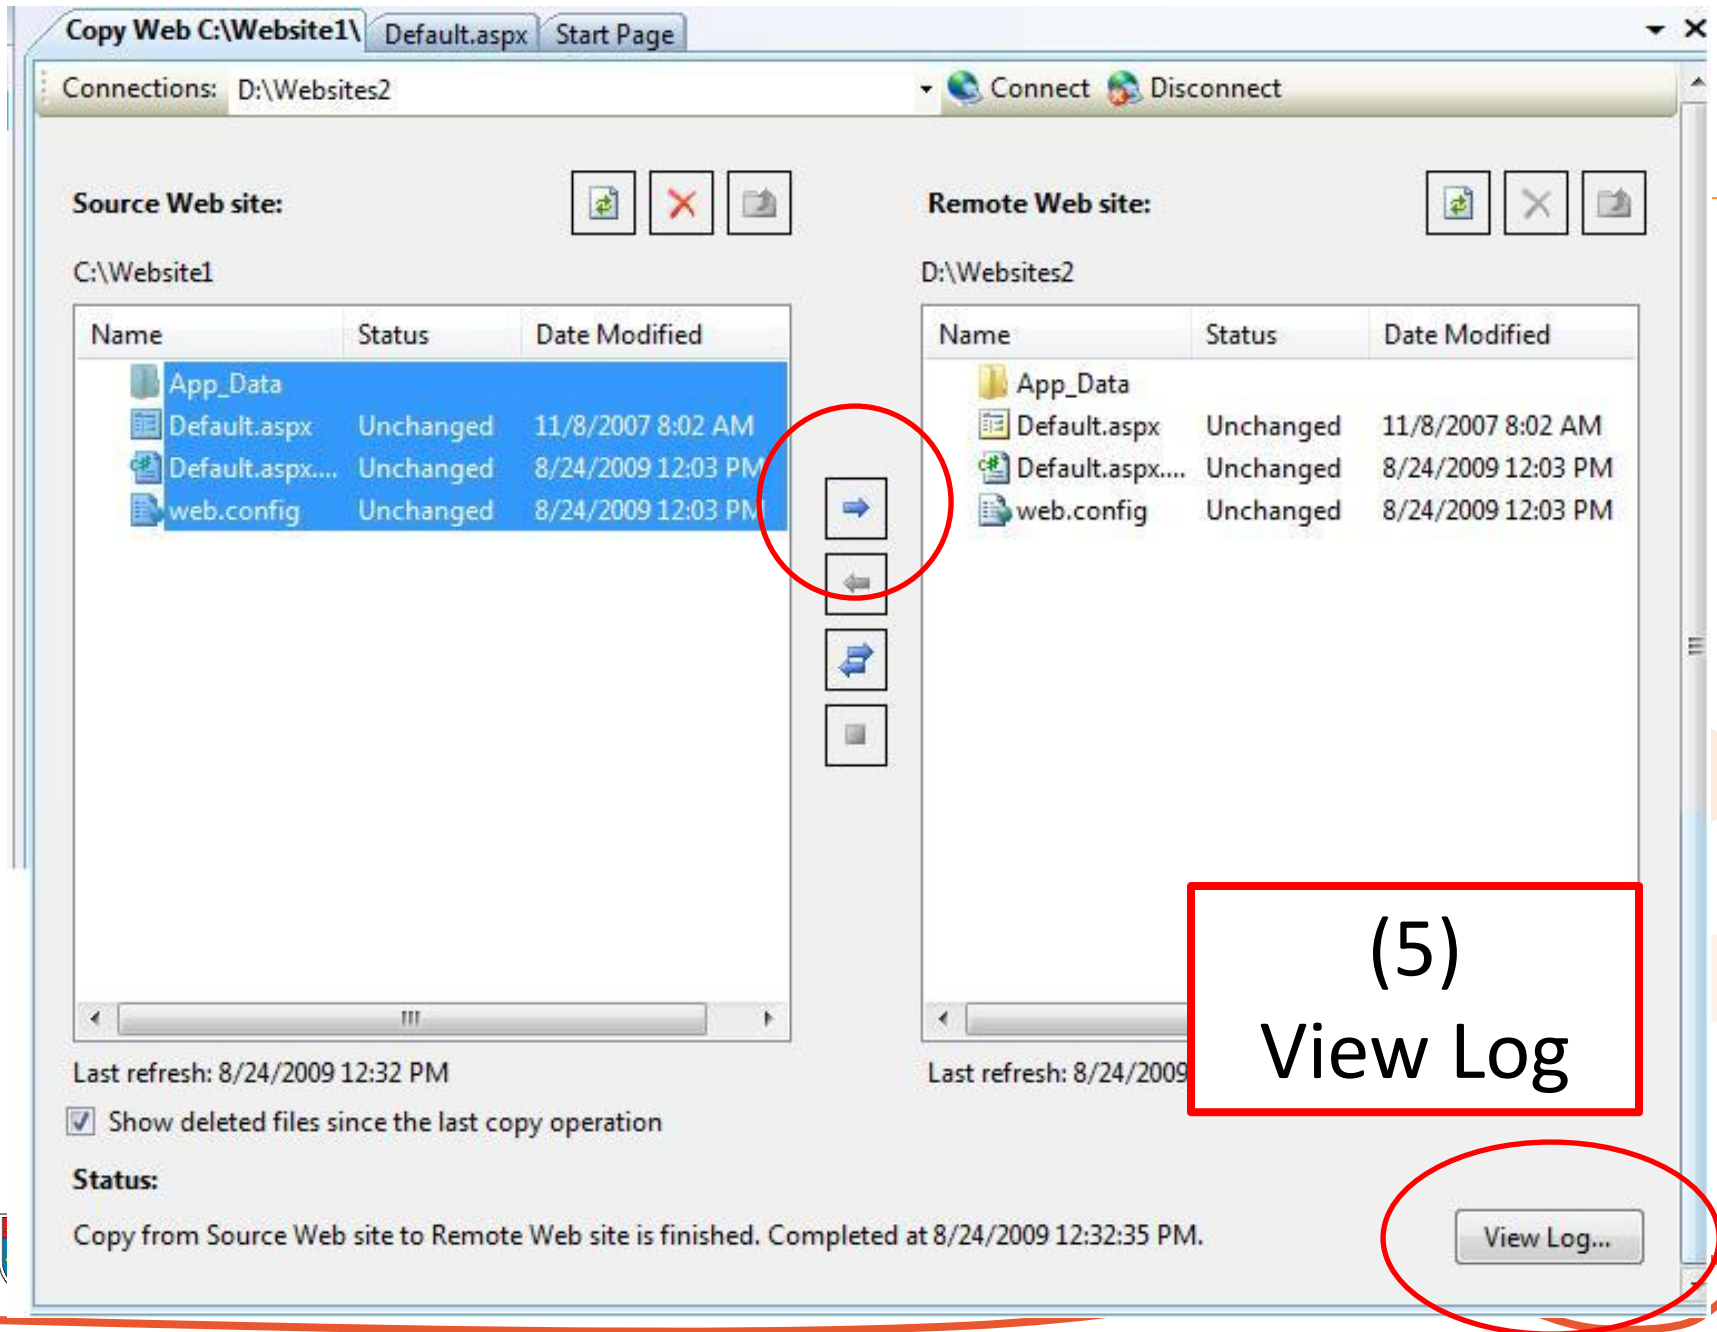 Copy Web C:\Website1\ Default.aspx Start Page
Connections: D:\Websites2 Connect Disconnect
Source Web site: Remote Web site:
C:\Website1 D:\Websites2
Name Status Date Modified Name Status Date Modified
App_Data App_Data
Default.aspx Unchanged 11/8/2007 8:02 AM Default.aspx Unchanged 11/8/2007 8:02 AM
Default.aspx.... Unchanged 8/24/2009 12:03 PM Default.aspx.... Unchanged 8/24/2009 12:03 PM
web.config Unchanged 8/24/2009 12:03 PM web.config Unchanged 8/24/2009 12:03 PM
(5)
View Log
Last refresh: 8/24/2009 12:32 PM Last refresh: 8/24/2009
Show deleted files since the last copy operation
Status:
Copy from Source Web site to Remote Web site is finished. Completed at 8/24/2009 12:32:35 PM. View Log...